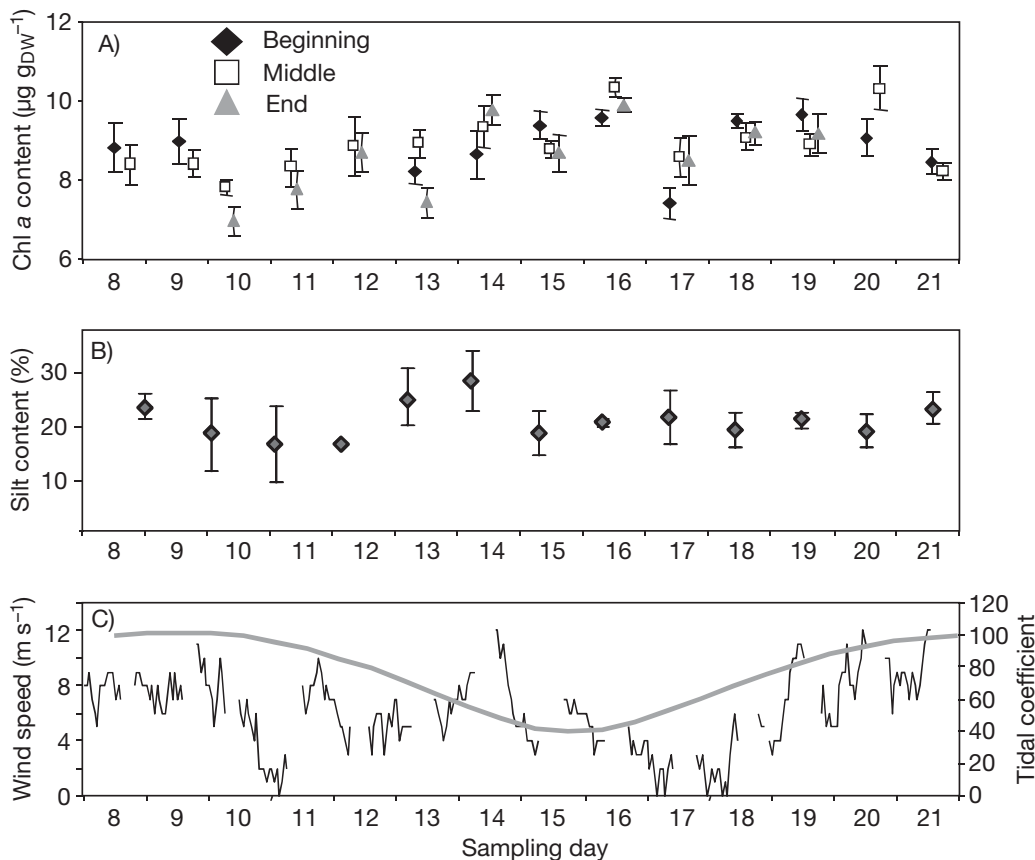 A)
Beginning
Middle
End
Chl a content (µg gDW⁻¹)
12
10
8
6
8 9 10 11 12 13 14 15 16 17 18 19 20 21
B)
Silt content (%)
30
20
10
8 9 10 11 12 13 14 15 16 17 18 19 20 21
C)
Wind speed (m s⁻¹)
12
8
4
0
120
100
80
60
40
20
0
Tidal coefficient
8 9 10 11 12 13 14 15 16 17 18 19 20 21
Sampling day